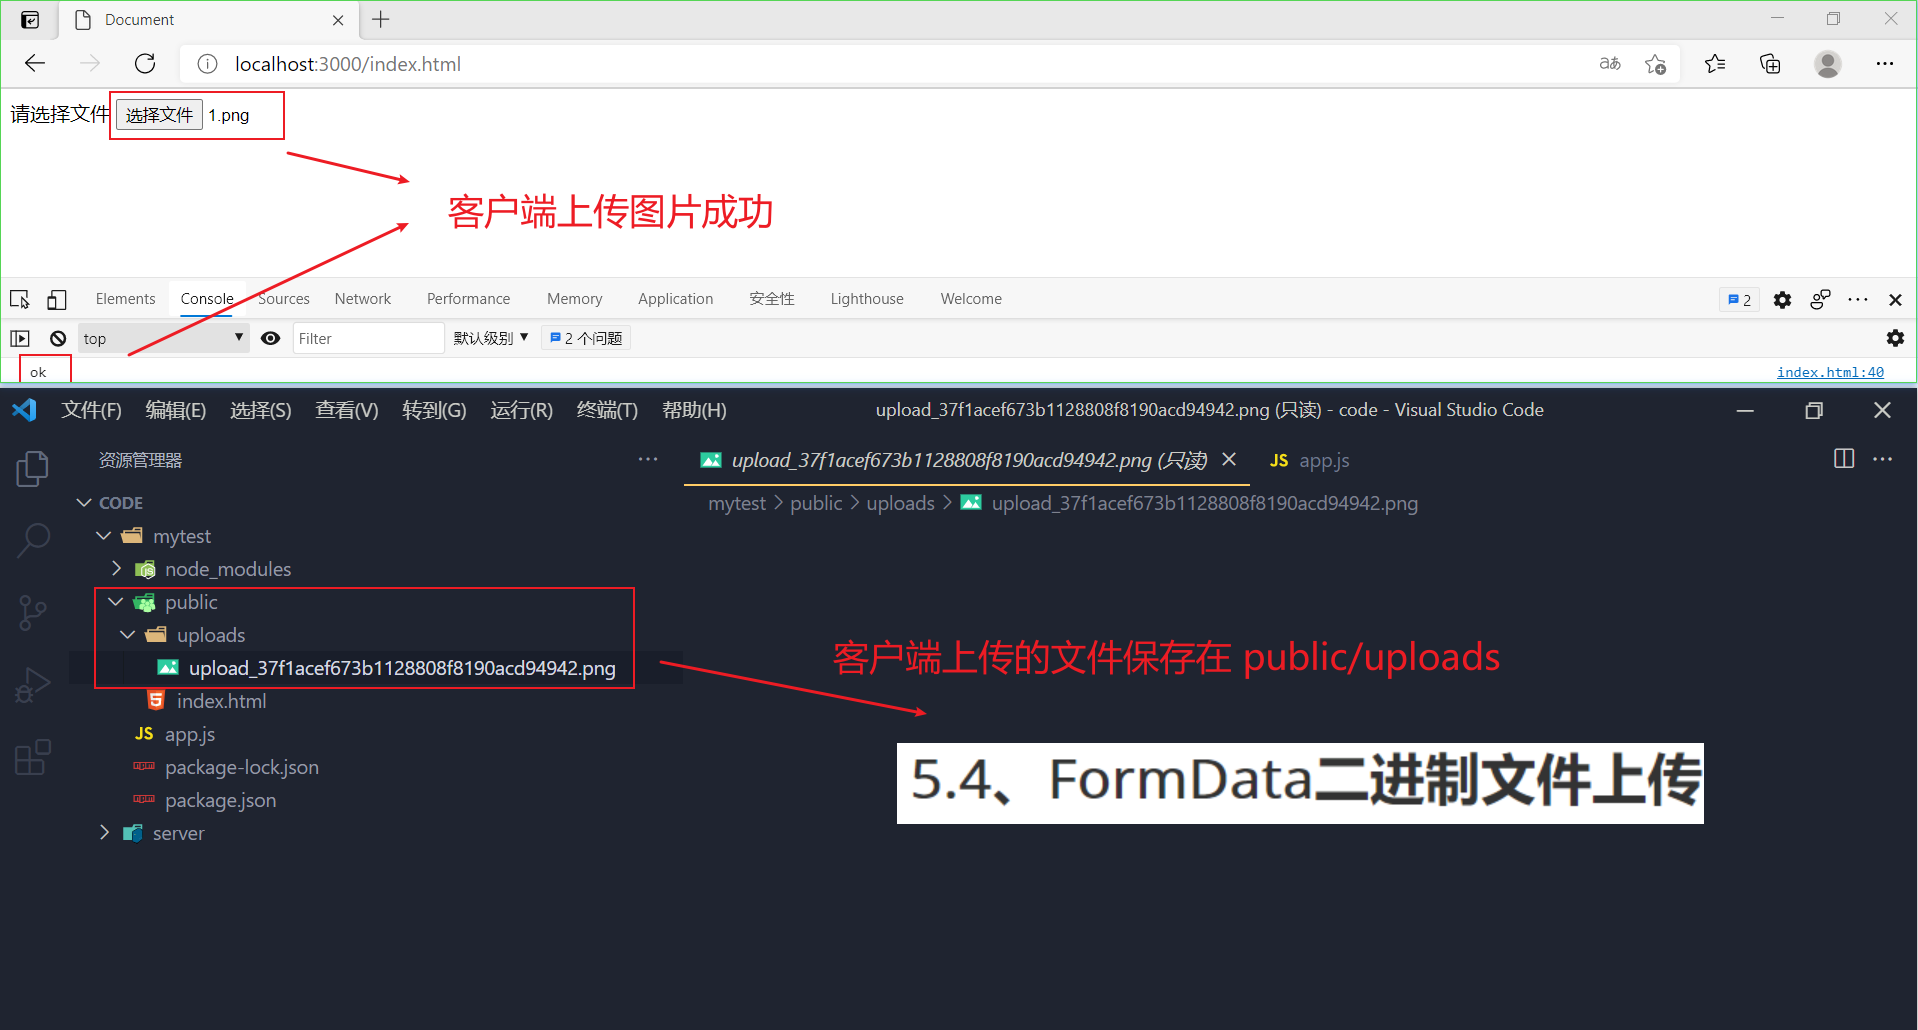 Document
localhost:3000/index.html
aあ
请选择文件 选择文件 1.png
客户端上传图片成功
Elements Console Sources Network Performance Memory Application 安全性 Lighthouse Welcome 2
top Filter 默认级别 2 个问题
ok index.html:40
文件(F) 编辑(E) 选择(S) 查看(V) 转到(G) 运行(R) 终端(T) 帮助(H) upload_37f1acef673b1128808f8190acd94942.png (只读) - code - Visual Studio Code
资源管理器
upload_37f1acef673b1128808f8190acd94942.png (只读) JS app.js
mytest > public > uploads > upload_37f1acef673b1128808f8190acd94942.png
CODE
mytest
node_modules
public
uploads
upload_37f1acef673b1128808f8190acd94942.png
index.html
JS app.js
package-lock.json
package.json
server
客户端上传的文件保存在 public/uploads
5.4、FormData二进制文件上传